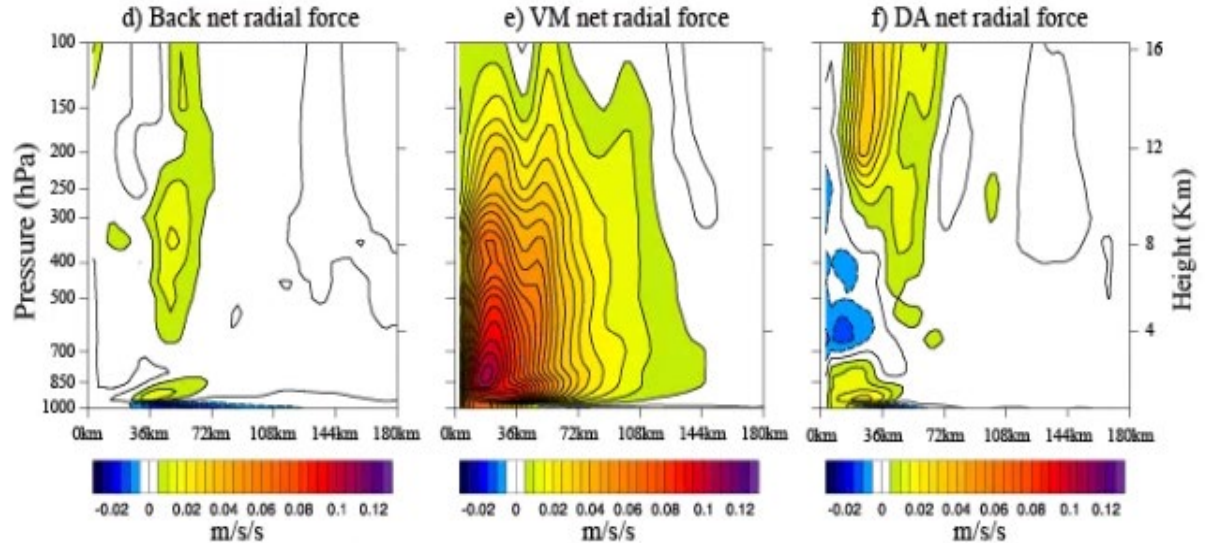 d) Back net radial force e) VM net radial force f) DA net radial force
Pressure (hPa)
100
150
200
250
300
400
500
700
850
1000
16
12
8
4
Height (Km)
0km 36km 72km 108km 144km 180km
0km 36km 72km 108km 144km 180km
0km 36km 72km 108km 144km 180km
-0.02 0 0.02 0.04 0.06 0.08 0.1 0.12
-0.02 0 0.02 0.04 0.06 0.08 0.1 0.12
-0.02 0 0.02 0.04 0.06 0.08 0.1 0.12
m/s/s m/s/s m/s/s